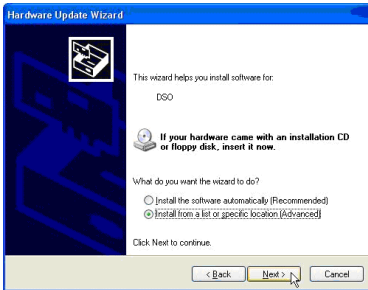 Hardware Update Wizard
This wizard helps you install software for:
DSO
If your hardware came with an installation CD
or floppy disk, insert it now.
What do you want the wizard to do?
Install the software automatically (Recommended)
Install from a list or specific location (Advanced)
Click Next to continue.
< Back Next > Cancel